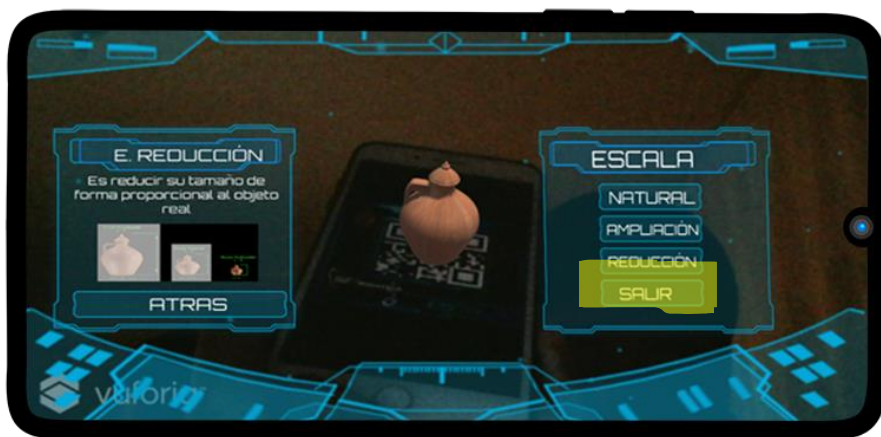 E. REDUCCIÓN
Es reducir su tamaño de
forma proporcional al objeto
real
ATRAS
ESCALA
NATURAL
AMPLIACIÓN
REDUCCIÓN
SALIR
vuforia